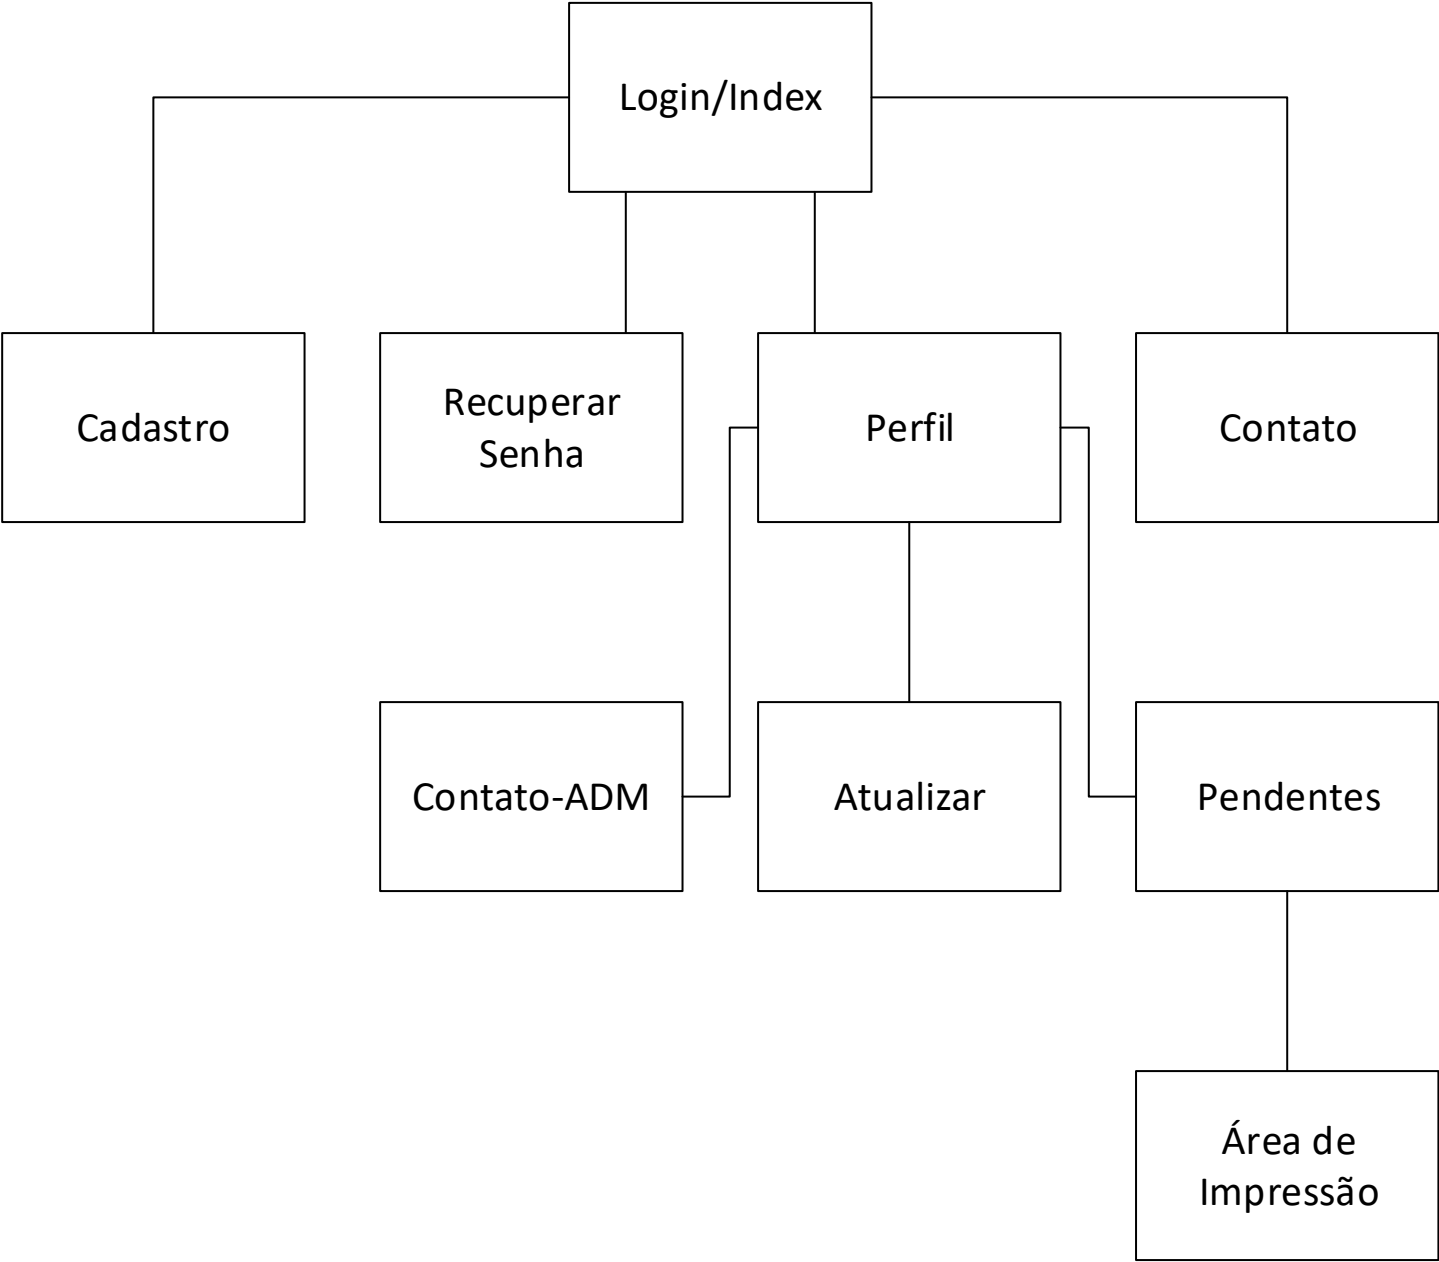 Login/Index
Cadastro
Recuperar
Senha
Perfil
Contato
Contato-ADM
Atualizar
Pendentes
Área de
Impressão